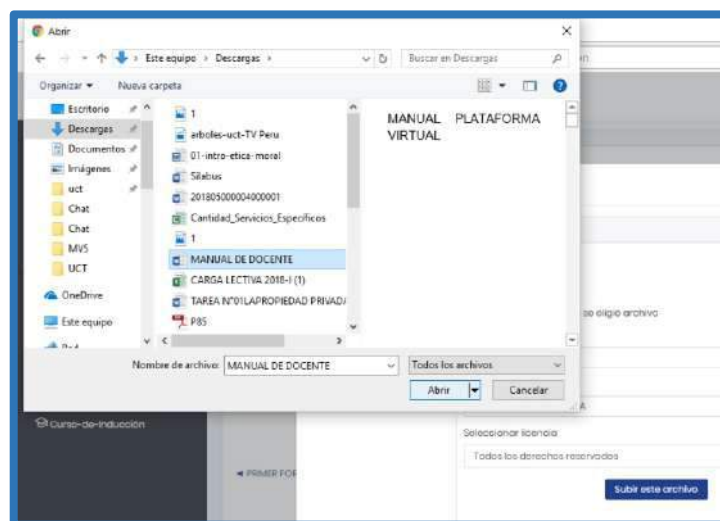 Abrir
Este equipo > Descargas >
Buscar en Descargas
Organizar
Nueva carpeta
Escritorio
Descargas
Documentos
Imágenes
uct
Chat
Chat
MV5
UCT
OneDrive
Este equipo
1
arboles-uct-TV Peru
01-intro-etica-moral
Silabus
201805000004000001
Cantidad_Servicios_Especificos
1
MANUAL DE DOCENTE
CARGA LECTIVA 2018-I (1)
TAREA N°01LAPROPIEDAD PRIVADA
P85
MANUAL PLATAFORMA
VIRTUAL
Nombre de archivo: MANUAL DE DOCENTE
Todos los archivos
Abrir
Cancelar
se eligió archivo
Curso-de-Inducción
Seleccionar licencia
Todos los derechos reservados
◄ PRIMER FOR
Subir este archivo